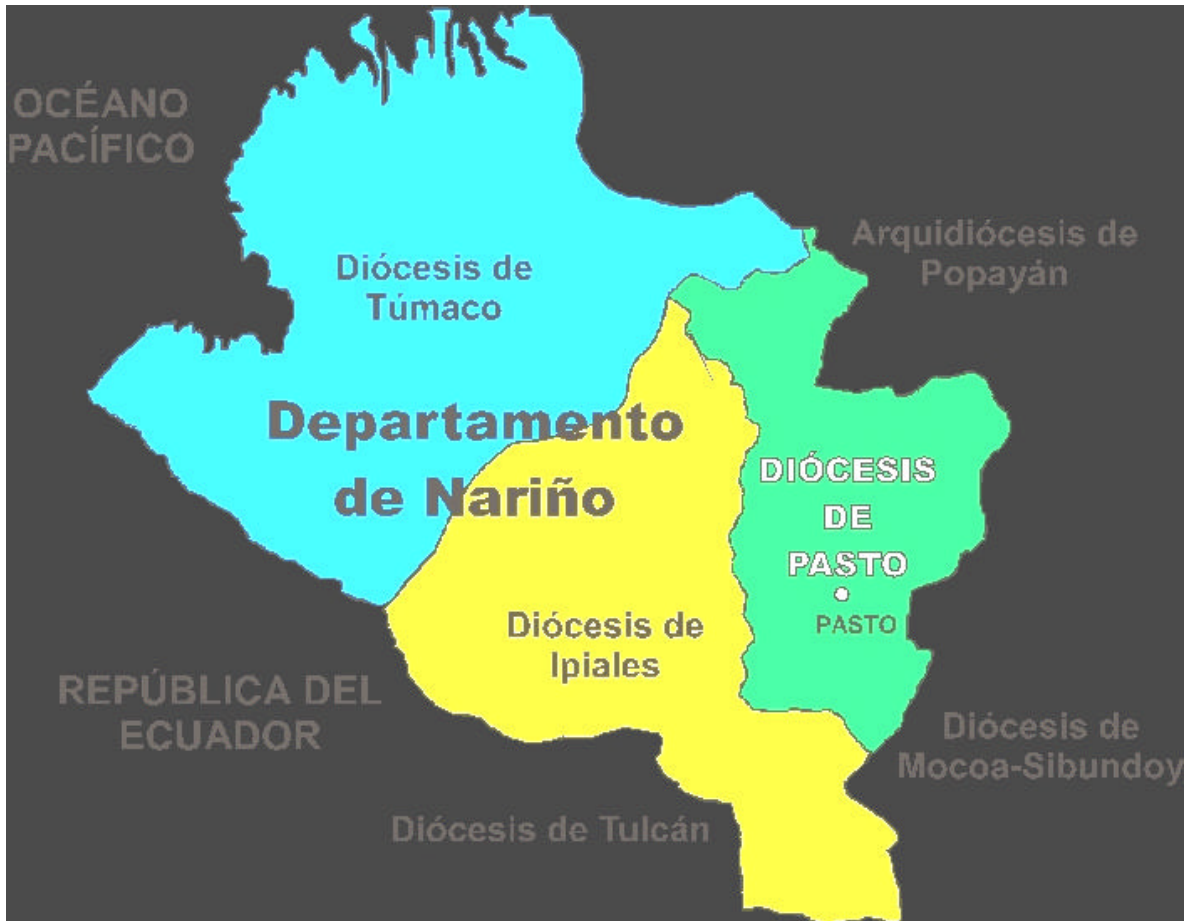 OCÉANO
PACÍFICO
Arquidiócesis de
Popayán
Diócesis de
Túmaco
Departamento
de Nariño
DIÓCESIS
DE
PASTO
PASTO
Diócesis de
Ipiales
REPÚBLICA DEL
ECUADOR
Diócesis de
Mocoa-Sibundoy
Diócesis de Tulcán